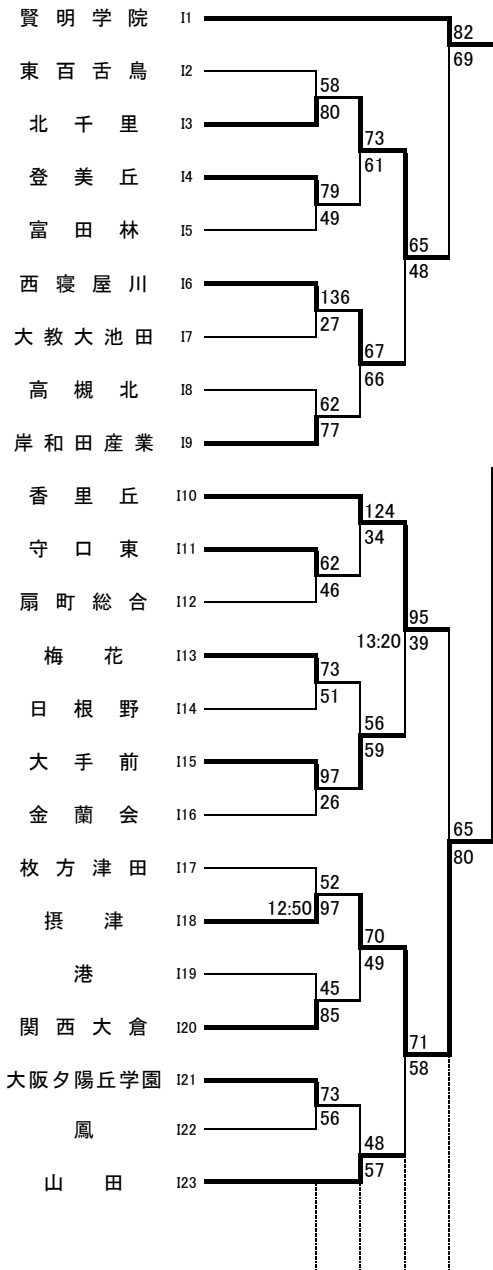 賢明学院 I1
82
69
東百舌鳥 I2
58
80
北千里 I3
73
61
登美丘 I4
79
49
富田林 I5
65
48
西寝屋川 I6
136
27
大教大池田 I7
67
66
高槻北 I8
62
77
岸和田産業 I9
香里丘 I10
124
34
守口東 I11
62
46
扇町総合 I12
95
13:20 39
梅花 I13
73
51
日根野 I14
56
59
大手前 I15
97
26
金蘭会 I16
65
80
枚方津田 I17
52
12:50 97
摂津 I18
70
49
港 I19
45
85
関西大倉 I20
71
58
大阪夕陽丘学園 I21
73
56
鳳 I22
48
57
山田 I23